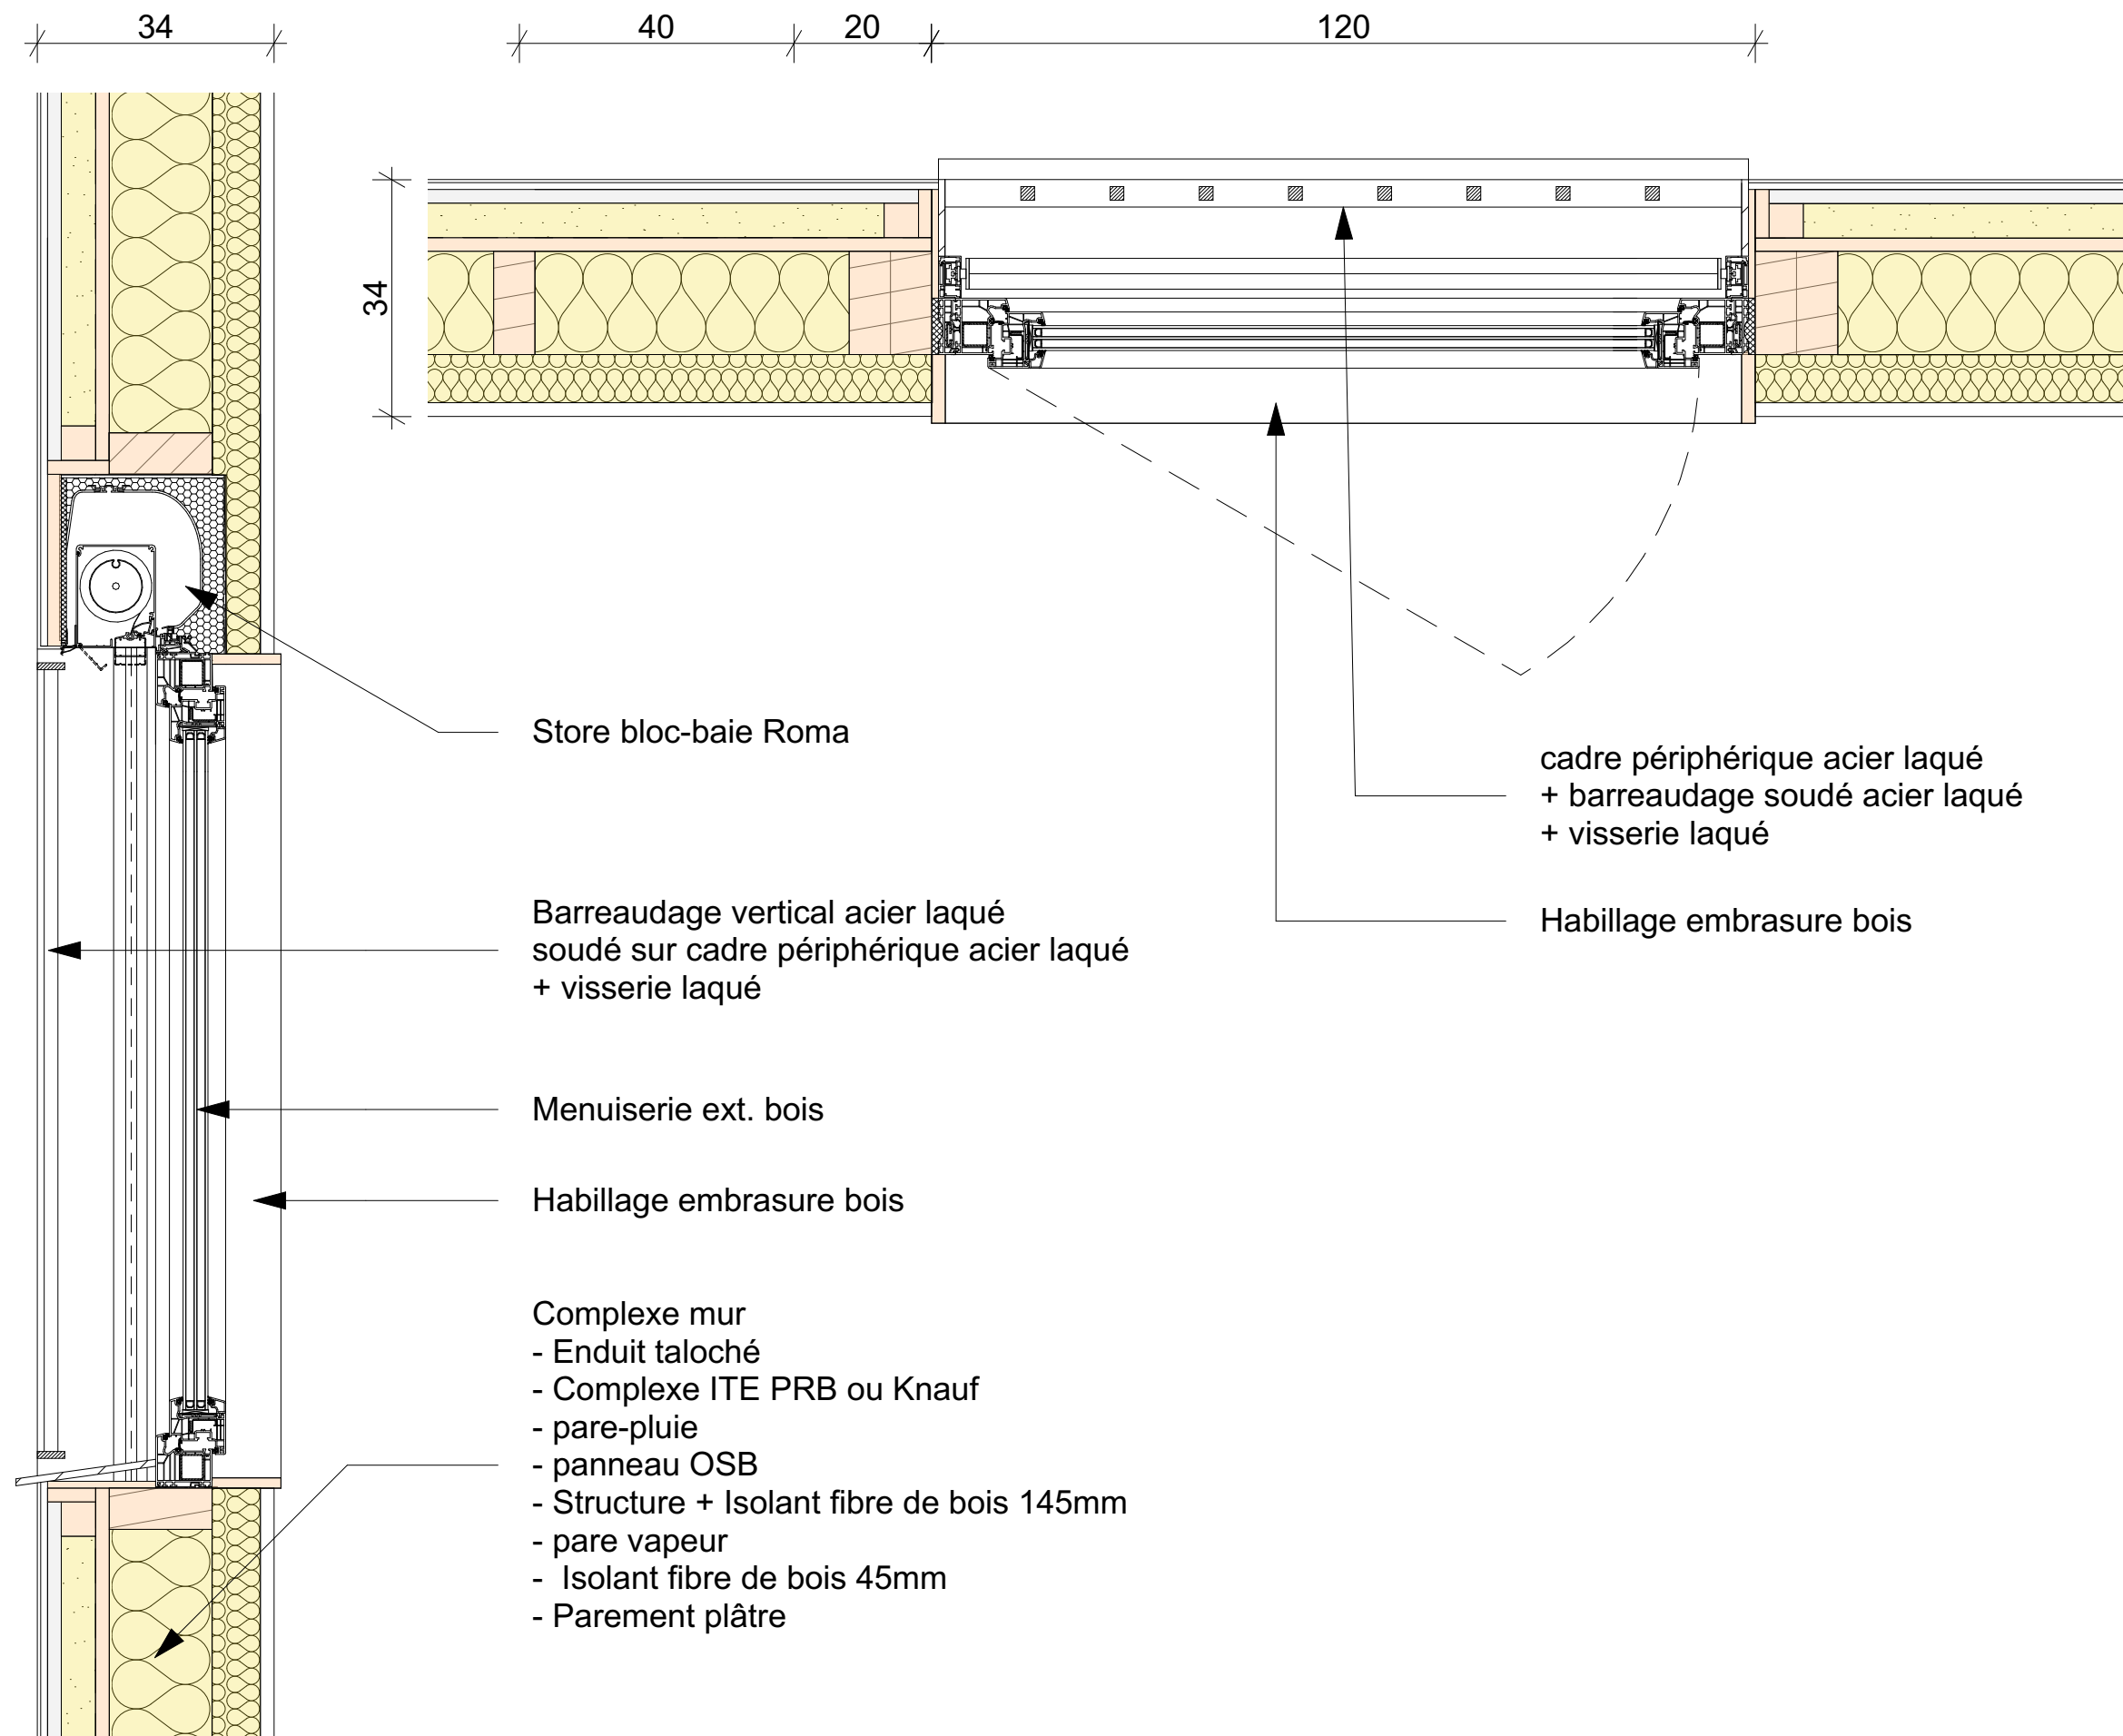 34
40
20
120
34
Store bloc-baie Roma
cadre périphérique acier laqué
+ barreaudage soudé acier laqué
+ visserie laqué
Barreaudage vertical acier laqué
soudé sur cadre périphérique acier laqué
+ visserie laqué
Habillage embrasure bois
Menuiserie ext. bois
Habillage embrasure bois
Complexe mur
- Enduit taloché
- Complexe ITE PRB ou Knauf
- pare-pluie
- panneau OSB
- Structure + Isolant fibre de bois 145mm
- pare vapeur
-  Isolant fibre de bois 45mm
- Parement plâtre